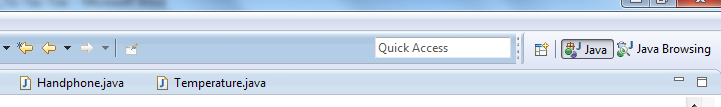 Quick Access
Java
Java Browsing
Handphone.java
Temperature.java